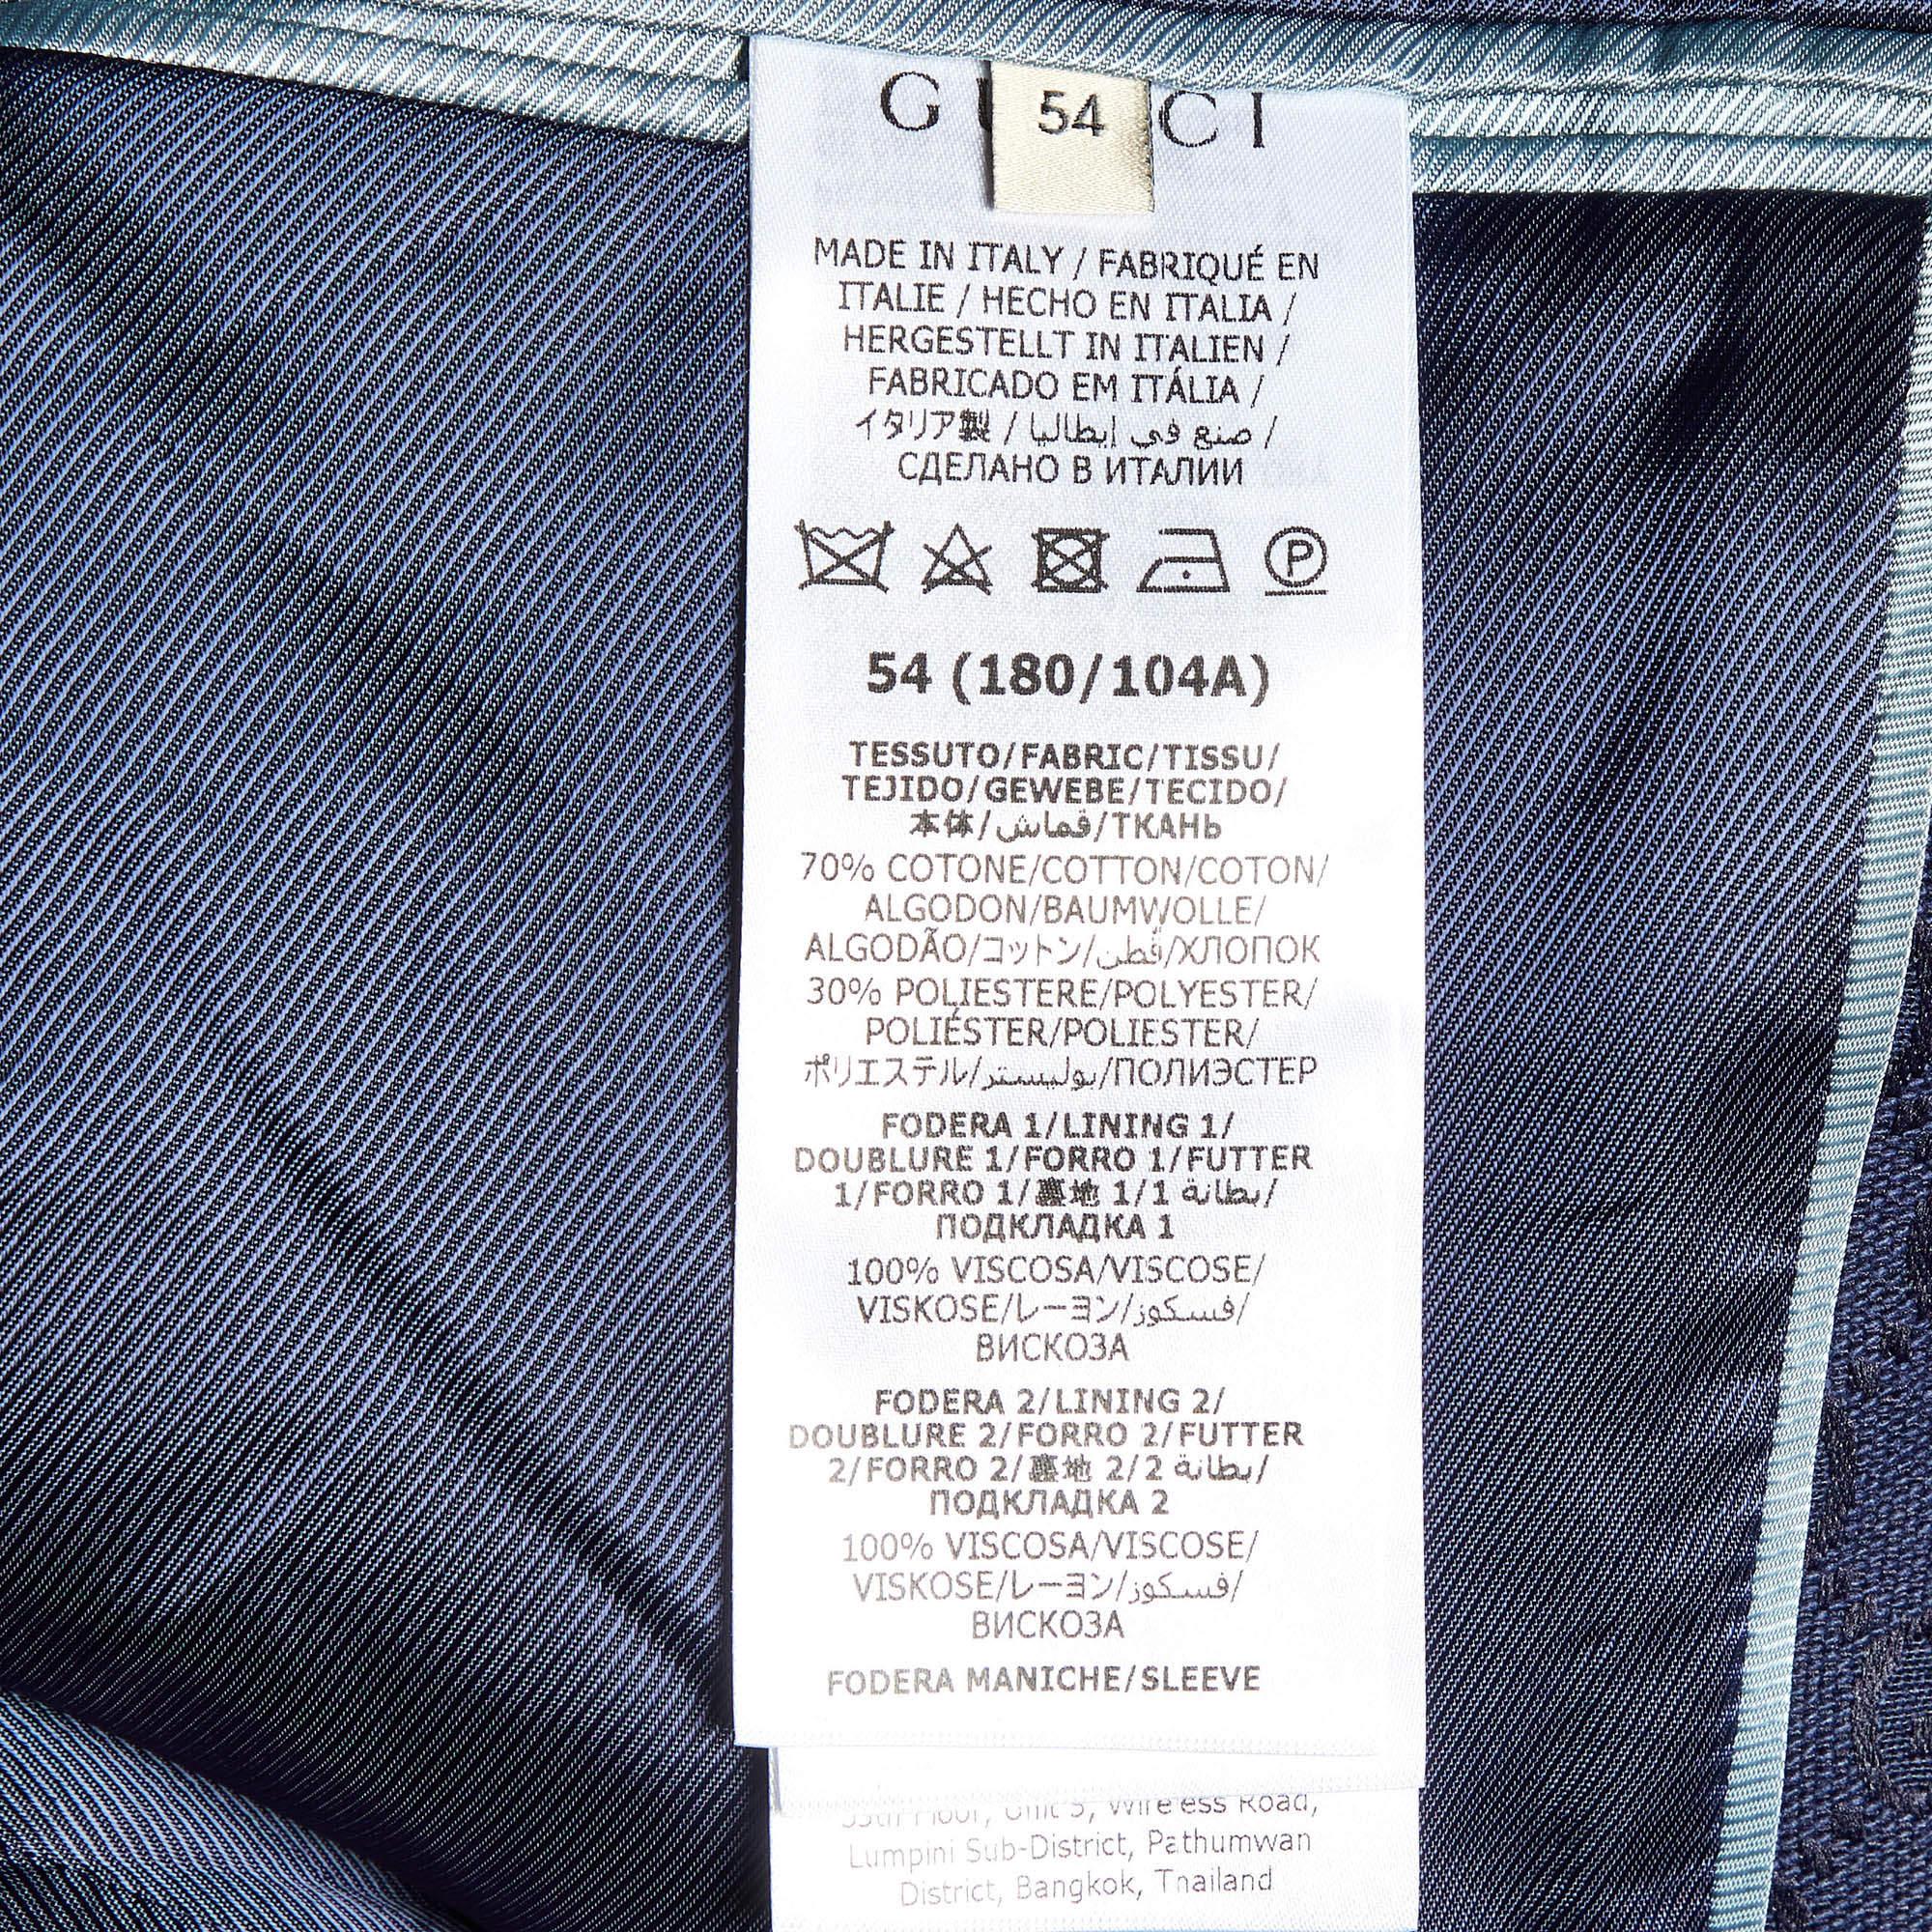 GUCCI
54
MADE IN ITALY / FABRIQUÉ EN
ITALIE / HECHO EN ITALIA /
HERGESTELLT IN ITALIEN /
FABRICADO EM ITÁLIA /
イタリア製 / صنع في إيطاليا /
СДЕЛАНО В ИТАЛИИ
P
54 (180/104A)
TESSUTO/FABRIC/TISSU/
TEJIDO/GEWEBE/TECIDO/
本体/قماش/ТКАНЬ
70% COTONE/COTTON/COTON/
ALGODON/BAUMWOLLE/
ALGODÃO/コットン/قطن/ХЛОПОК
30% POLIESTERE/POLYESTER/
POLIÉSTER/POLIESTER/
ポリエステル/بوليستر/ПОЛИЭСТЕР
FODERA 1/LINING 1/
DOUBLURE 1/FORRO 1/FUTTER
1/FORRO 1/裏地 1/1 بطانة/
ПОДКЛАДКА 1
100% VISCOSA/VISCOSE/
VISKOSE/レーヨン/فسكوز/
ВИСКОЗА
FODERA 2/LINING 2/
DOUBLURE 2/FORRO 2/FUTTER
2/FORRO 2/裏地 2/2 بطانة/
ПОДКЛАДКА 2
100% VISCOSA/VISCOSE/
VISKOSE/レーヨン/فسكوز/
ВИСКОЗА
FODERA MANICHE/SLEEVE
Floor, Unit 5, Wireless Road,
Lumpini Sub-District, Pathumwan
District, Bangkok, Thailand